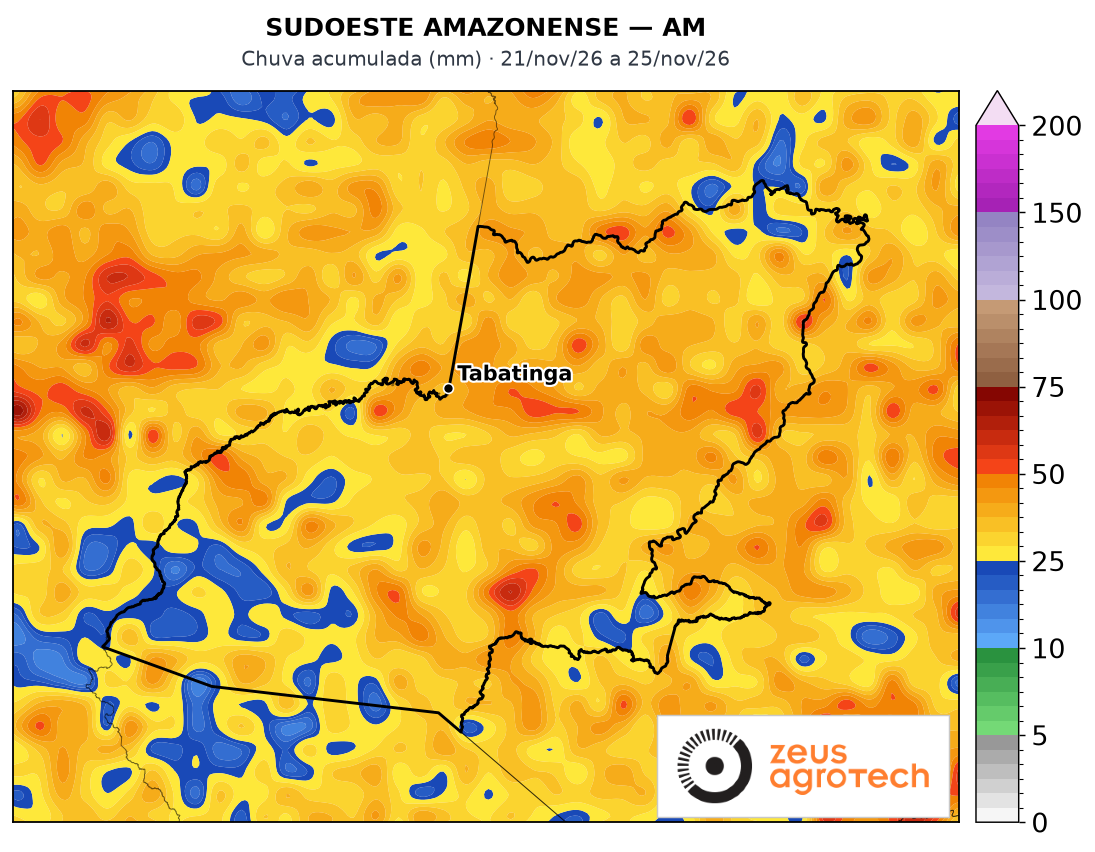 SUDOESTE AMAZONENSE — AM
Chuva acumulada (mm) · 21/nov/26 a 25/nov/26
200
150
100
75
50
25
10
5
0
Tabatinga
zeus
agrotech